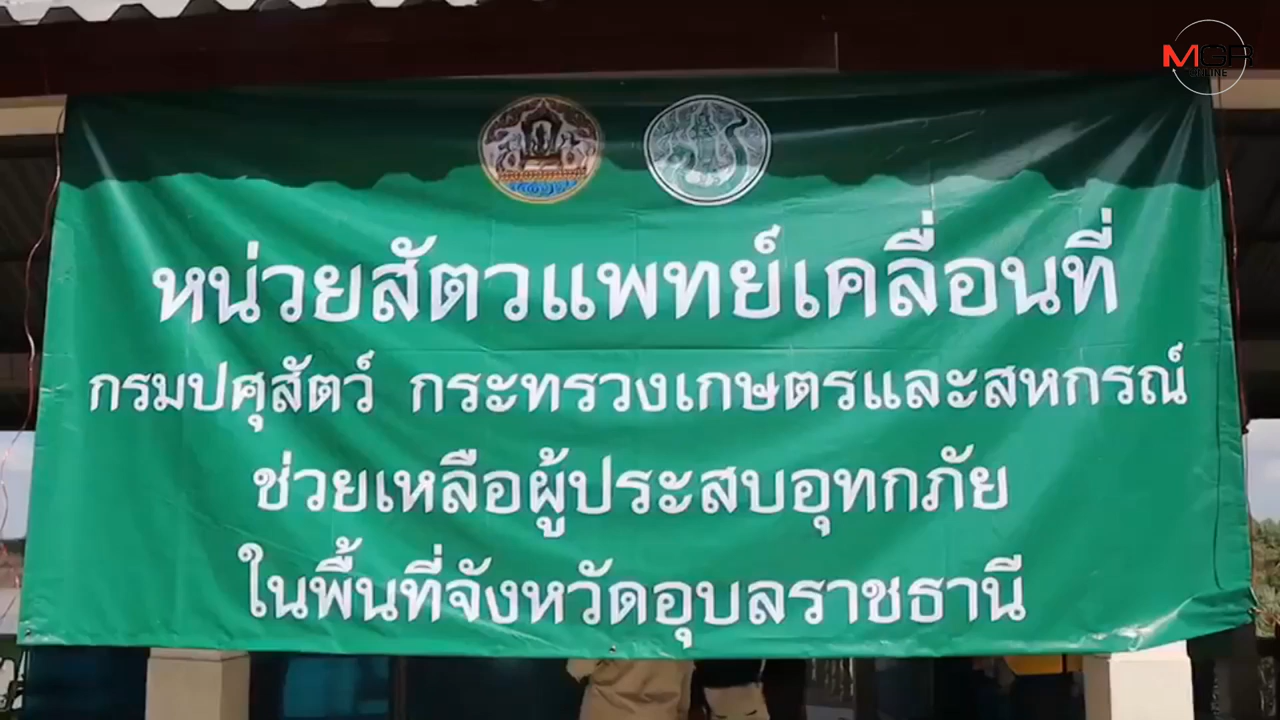 MGR
ONLINE
หน่วยสัตวแพทย์เคลื่อนที่
กรมปศุสัตว์ กระทรวงเกษตรและสหกรณ์
ช่วยเหลือผู้ประสบอุทกภัย
ในพื้นที่จังหวัดอุบลราชธานี